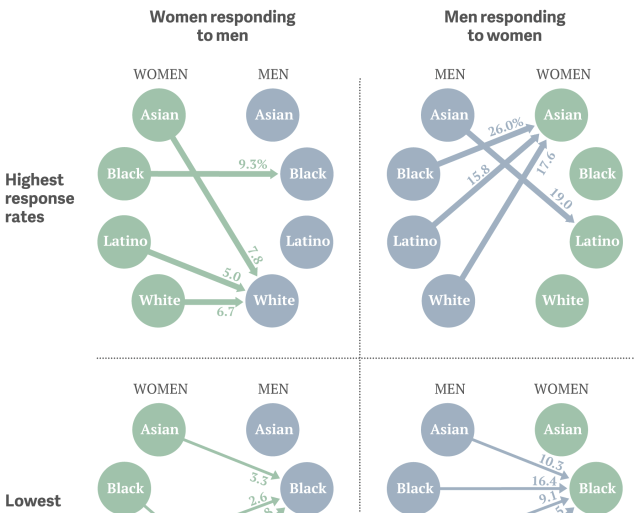 Women responding
to men
Men responding
to women
WOMEN MEN
MEN WOMEN
Highest
response
rates
Asian Asian
Black 9.3% Black
Latino Latino
7.8
5.0
White White
6.7
Asian Asian
26.0%
Black Black
15.8
17.6
19.0
Latino Latino
White White
WOMEN MEN
MEN WOMEN
Lowest
Asian Asian
3.3
Black Black
2.6
Asian Asian
10.3
Black 16.4 Black
9.1